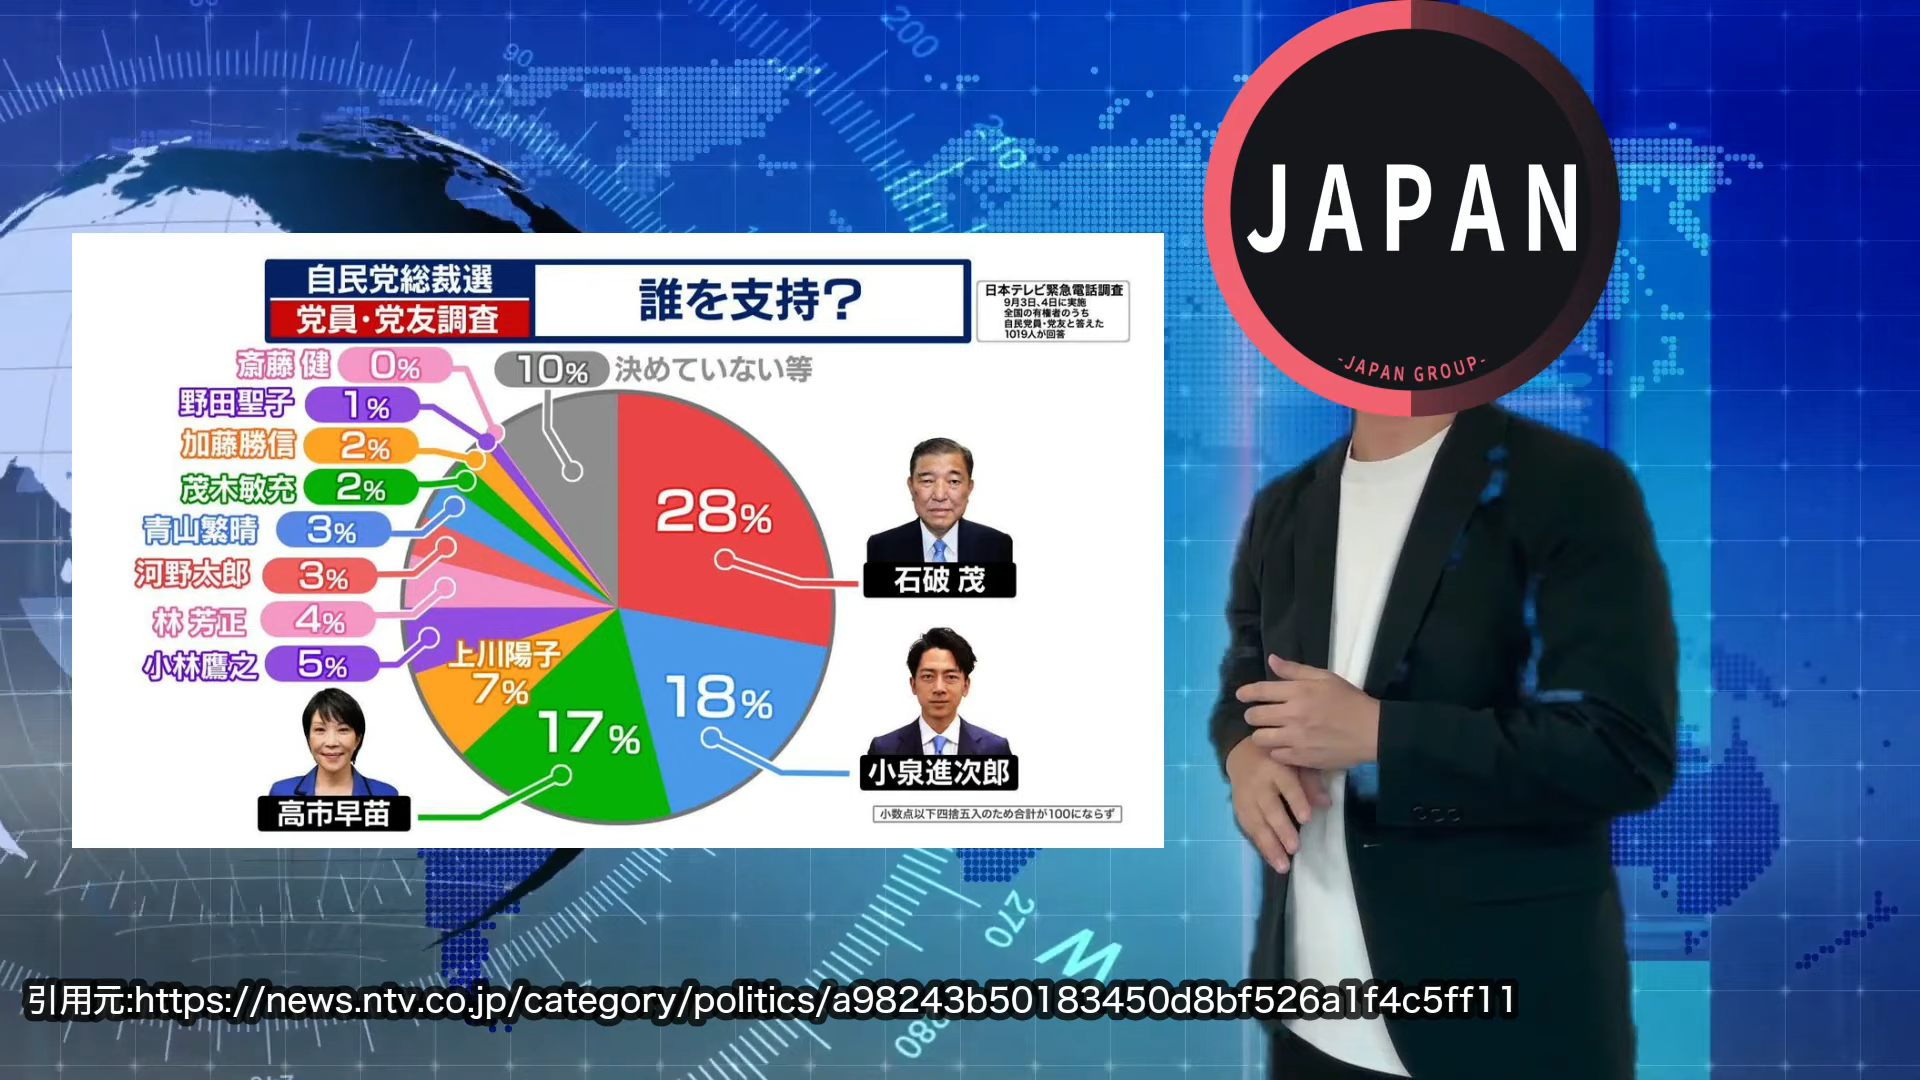 自民党総裁選
党員・党友調査
誰を支持?
日本テレビ緊急電話調査
9月3日、4日に実施
全国の有権者のうち
自民党員・党友と答えた
1019人が回答
斎藤 健 0%
10% 決めていない等
野田聖子 1%
加藤勝信 2%
茂木敏充 2%
青山繁晴 3%
河野太郎 3%
林 芳正 4%
小林鷹之 5%
上川陽子
7%
28%
石破 茂
18%
小泉進次郎
17%
高市早苗
小数点以下四捨五入のため合計が100にならず
JAPAN
-JAPAN GROUP-
90
200
210
270
W
280
引用元:https://news.ntv.co.jp/category/politics/a98243b50183450d8bf526a1f4c5ff11